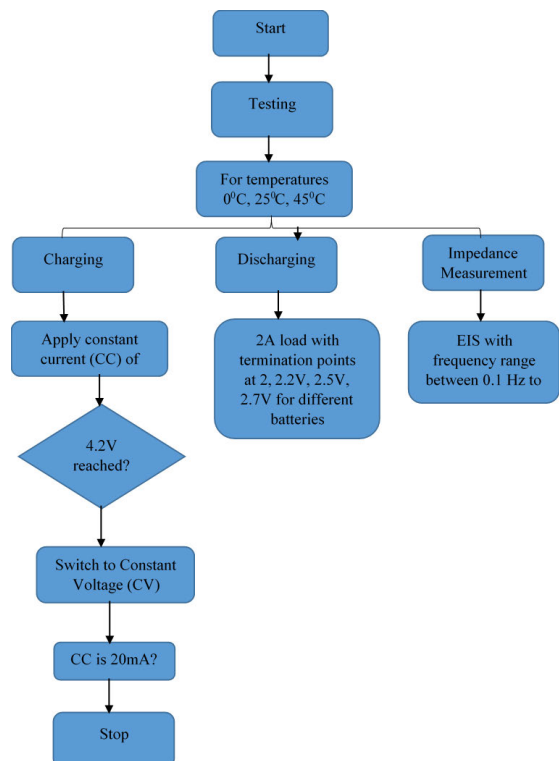 Start
Testing
For temperatures
0⁰C, 25⁰C, 45⁰C
Charging
Discharging
Impedance
Measurement
Apply constant
current (CC) of
2A load with
termination points
at 2, 2.2V, 2.5V,
2.7V for different
batteries
EIS with
frequency range
between 0.1 Hz to
4.2V
reached?
Switch to Constant
Voltage (CV)
CC is 20mA?
Stop